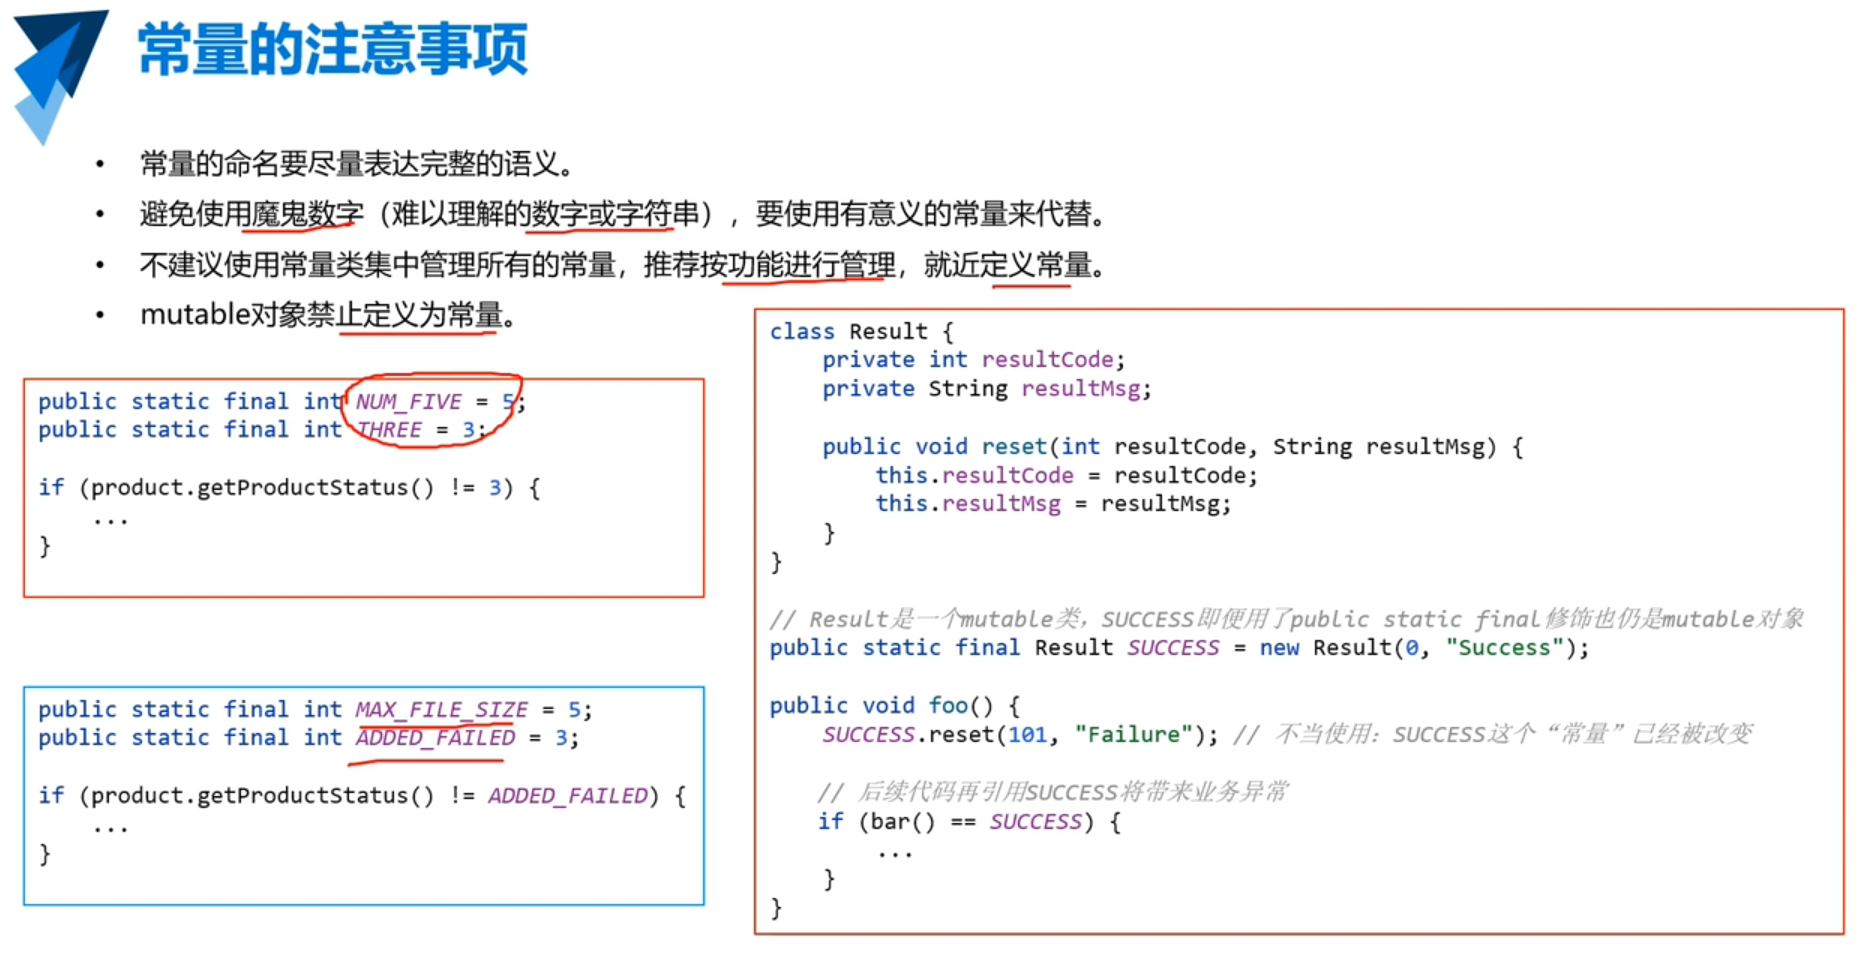 常量的注意事项
• 常量的命名要尽量表达完整的语义。
• 避免使用魔鬼数字（难以理解的数字或字符串），要使用有意义的常量来代替。
• 不建议使用常量类集中管理所有的常量，推荐按功能进行管理，就近定义常量。
• mutable对象禁止定义为常量。
public static final int NUM_FIVE = 5;
public static final int THREE = 3;
if (product.getProductStatus() != 3) {
...
}
public static final int MAX_FILE_SIZE = 5;
public static final int ADDED_FAILED = 3;
if (product.getProductStatus() != ADDED_FAILED) {
...
}
class Result {
private int resultCode;
private String resultMsg;
public void reset(int resultCode, String resultMsg) {
this.resultCode = resultCode;
this.resultMsg = resultMsg;
}
}
// Result是一个mutable类，SUCCESS即便用了public static final修饰也仍是mutable对象
public static final Result SUCCESS = new Result(0, "Success");
public void foo() {
SUCCESS.reset(101, "Failure"); // 不当使用：SUCCESS这个“常量”已经被改变
// 后续代码再引用SUCCESS将带来业务异常
if (bar() == SUCCESS) {
...
}
}